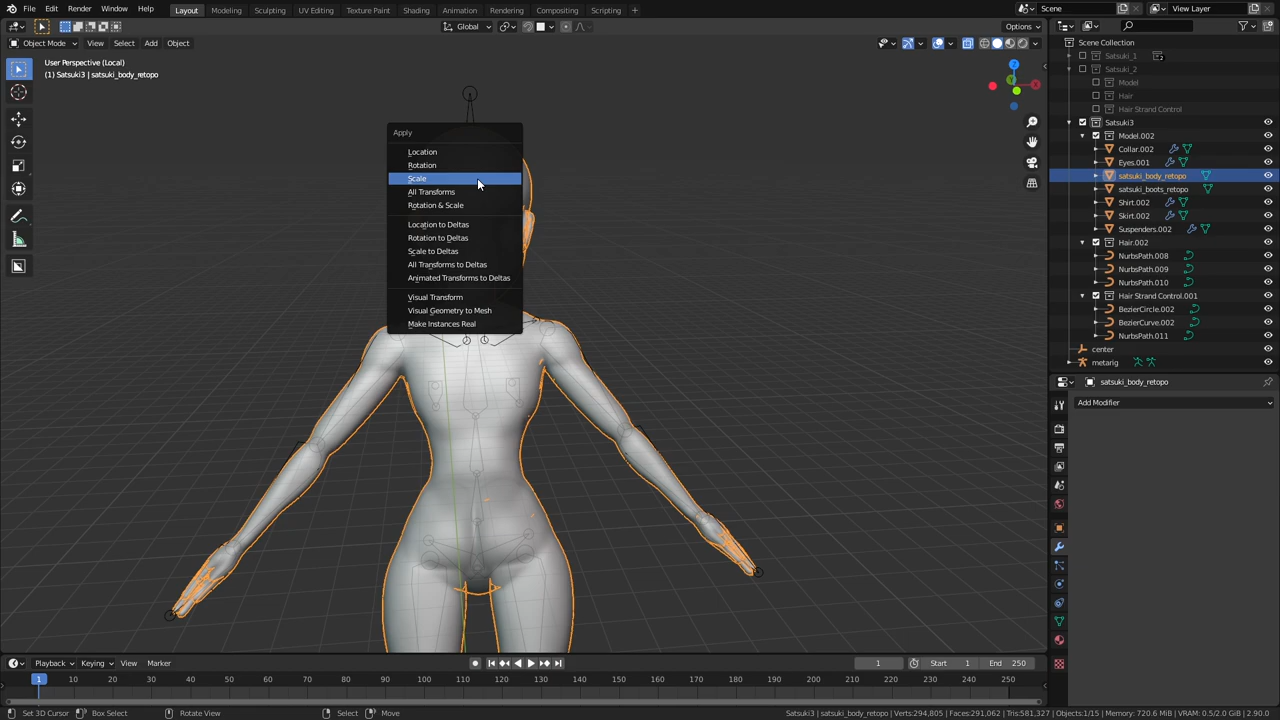 File Edit Render Window Help Layout Modeling Sculpting UV Editing Texture Paint Shading Animation Rendering Compositing Scripting + Scene View Layer
Global Options
Object Mode View Select Add Object
User Perspective (Local)
(1) Satsuki3 | satsuki_body_retopo
Z
Y
X
Apply
Location
Rotation
Scale
All Transforms
Rotation & Scale
Location to Deltas
Rotation to Deltas
Scale to Deltas
All Transforms to Deltas
Animated Transforms to Deltas
Visual Transform
Visual Geometry to Mesh
Make Instances Real
Scene Collection
Satsuki_1 2
Satsuki_2
Model
Hair
Hair Strand Control
Satsuki3
Model.002
Collar.002
Eyes.001
satsuki_body_retopo
satsuki_boots_retopo
Shirt.002
Skirt.002
Suspenders.002
Hair.002
NurbsPath.008
NurbsPath.009
NurbsPath.010
Hair Strand Control.001
BezierCircle.002
BezierCurve.002
NurbsPath.011
center
metarig
satsuki_body_retopo
Add Modifier
Playback Keying View Marker 1 Start 1 End 250
1 10 20 30 40 50 60 70 80 90 100 110 120 130 140 150 160 170 180 190 200 210 220 230 240 250
Set 3D Cursor Box Select Rotate View Select Move Satsuki3 | satsuki_body_retopo | Verts:294,805 | Faces:291,062 | Tris:581,327 | Objects:1/15 | Memory: 720.6 MiB | VRAM: 0.5/2.0 GiB | 2.90.0